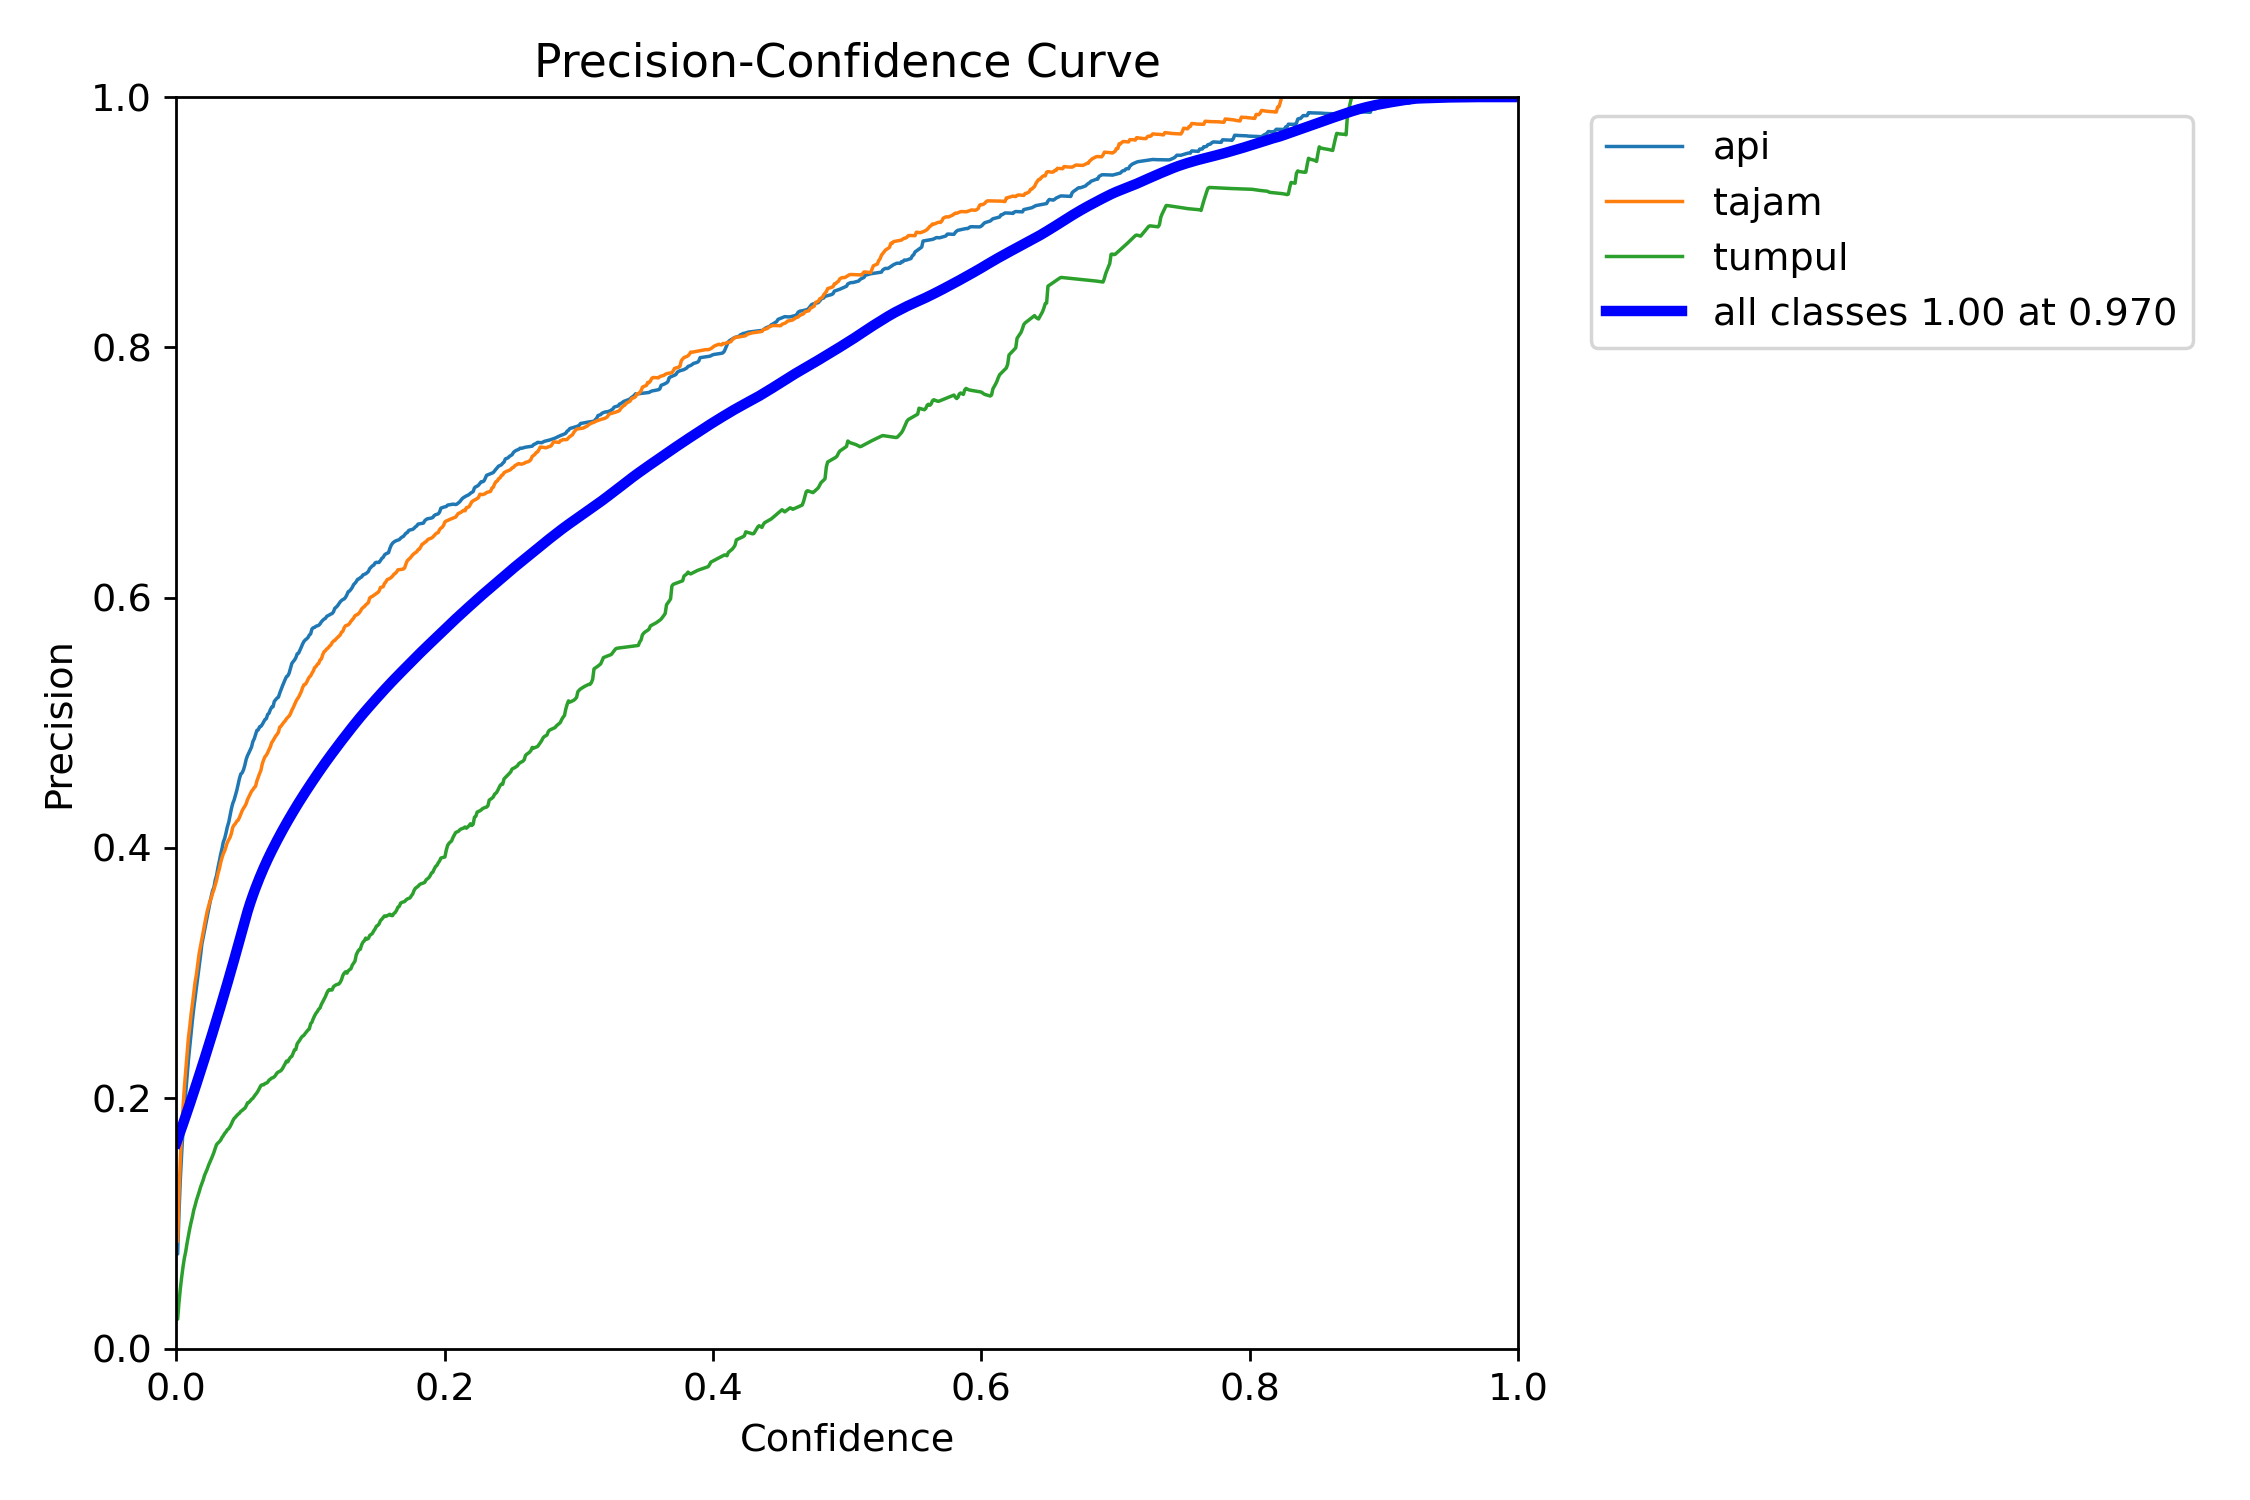 Precision-Confidence Curve
1.0
0.8
0.6
0.4
0.2
0.0
Precision
0.0 0.2 0.4 0.6 0.8 1.0
Confidence
api
tajam
tumpul
all classes 1.00 at 0.970